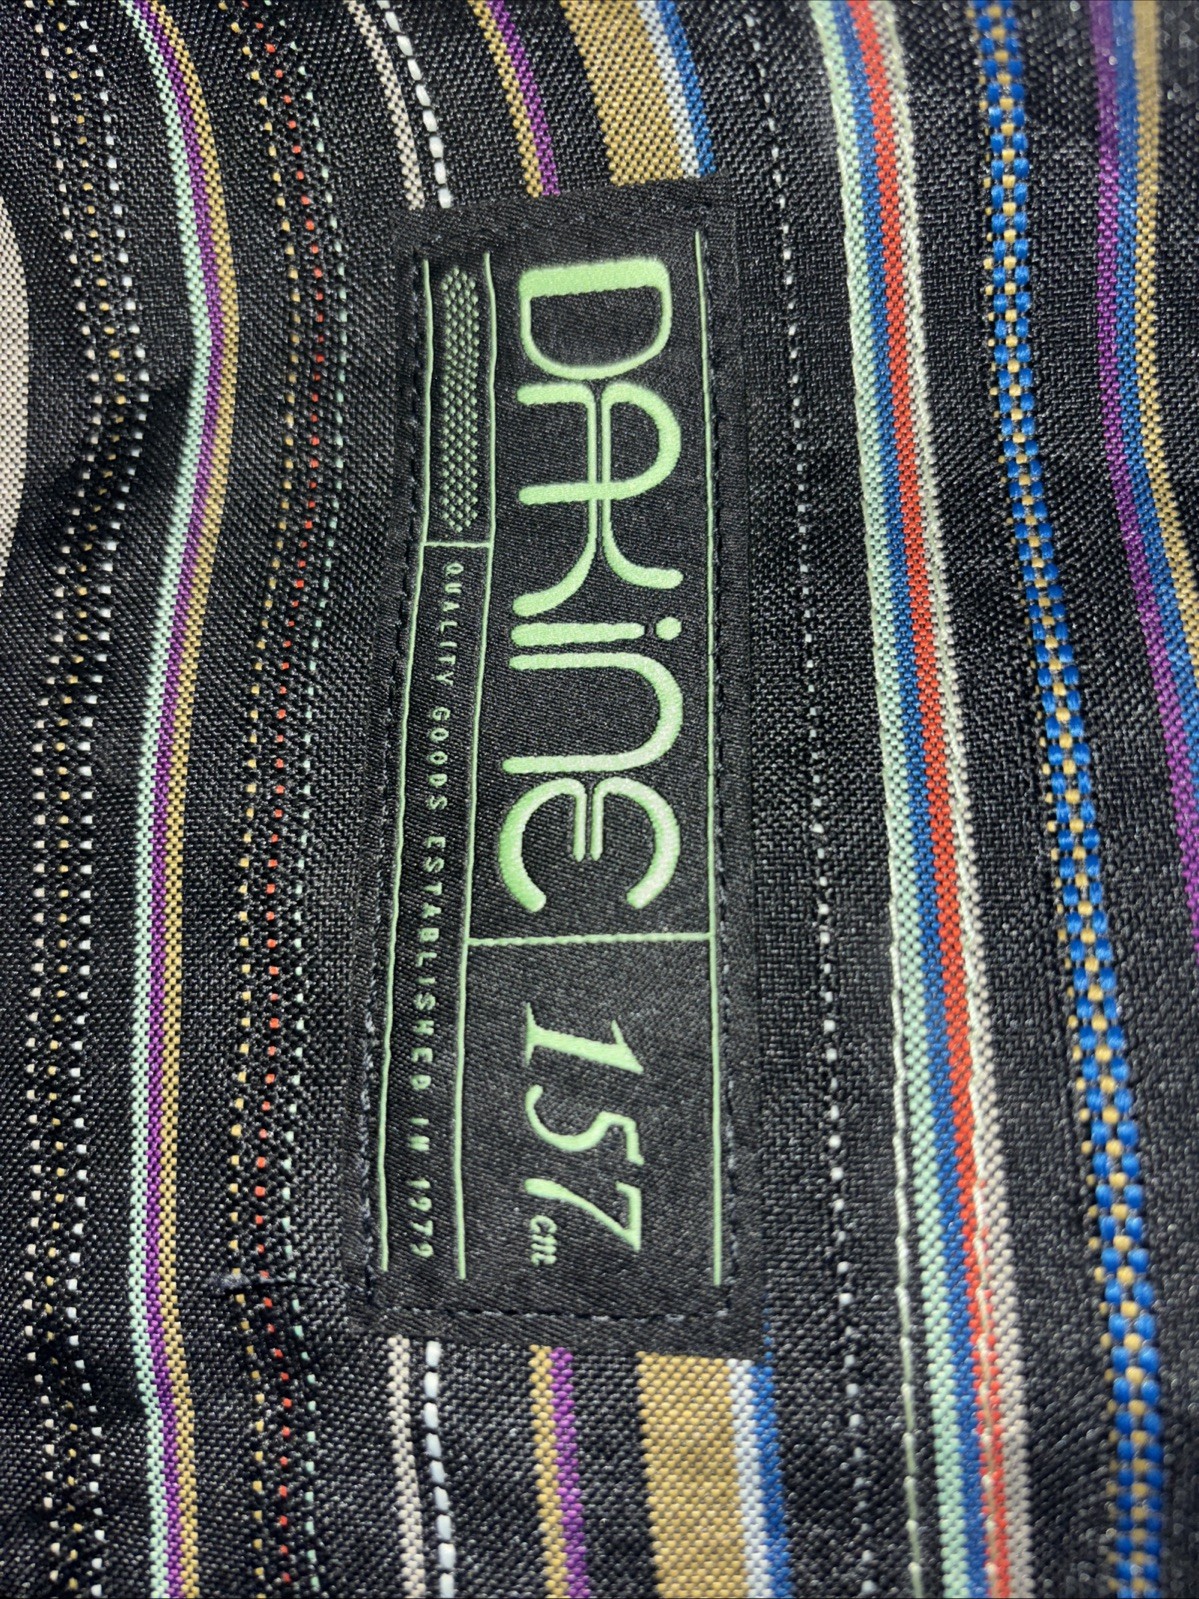 DAKINE 157 cm
QUALITY GOODS ESTABLISHED IN 1979